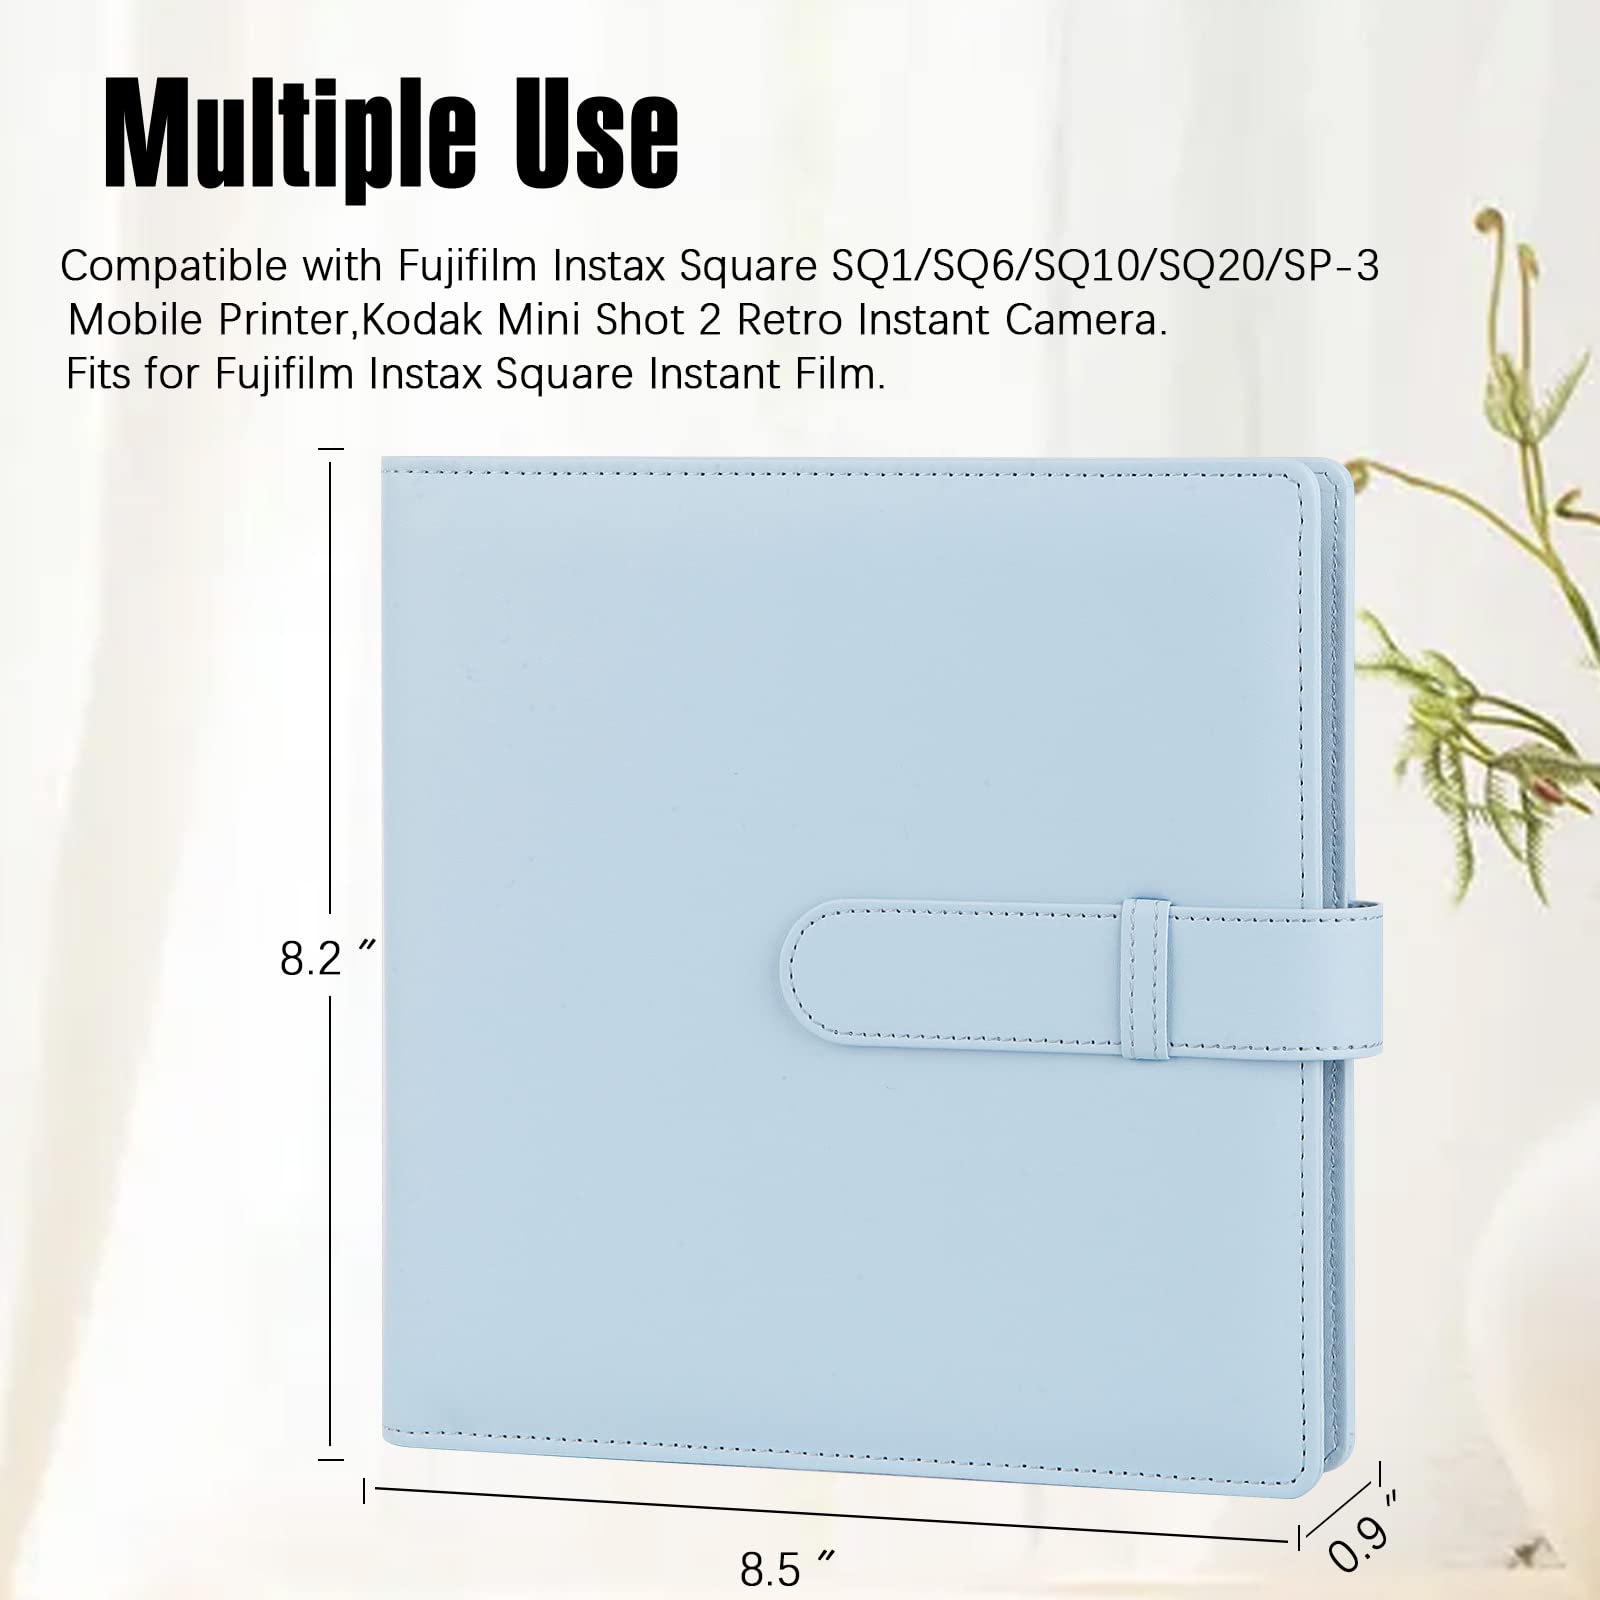 Multiple Use
Compatible with Fujifilm Instax Square SQ1/SQ6/SQ10/SQ20/SP-3
Mobile Printer,Kodak Mini Shot 2 Retro Instant Camera.
Fits for Fujifilm Instax Square Instant Film.
8.2"
8.5"
0.9"